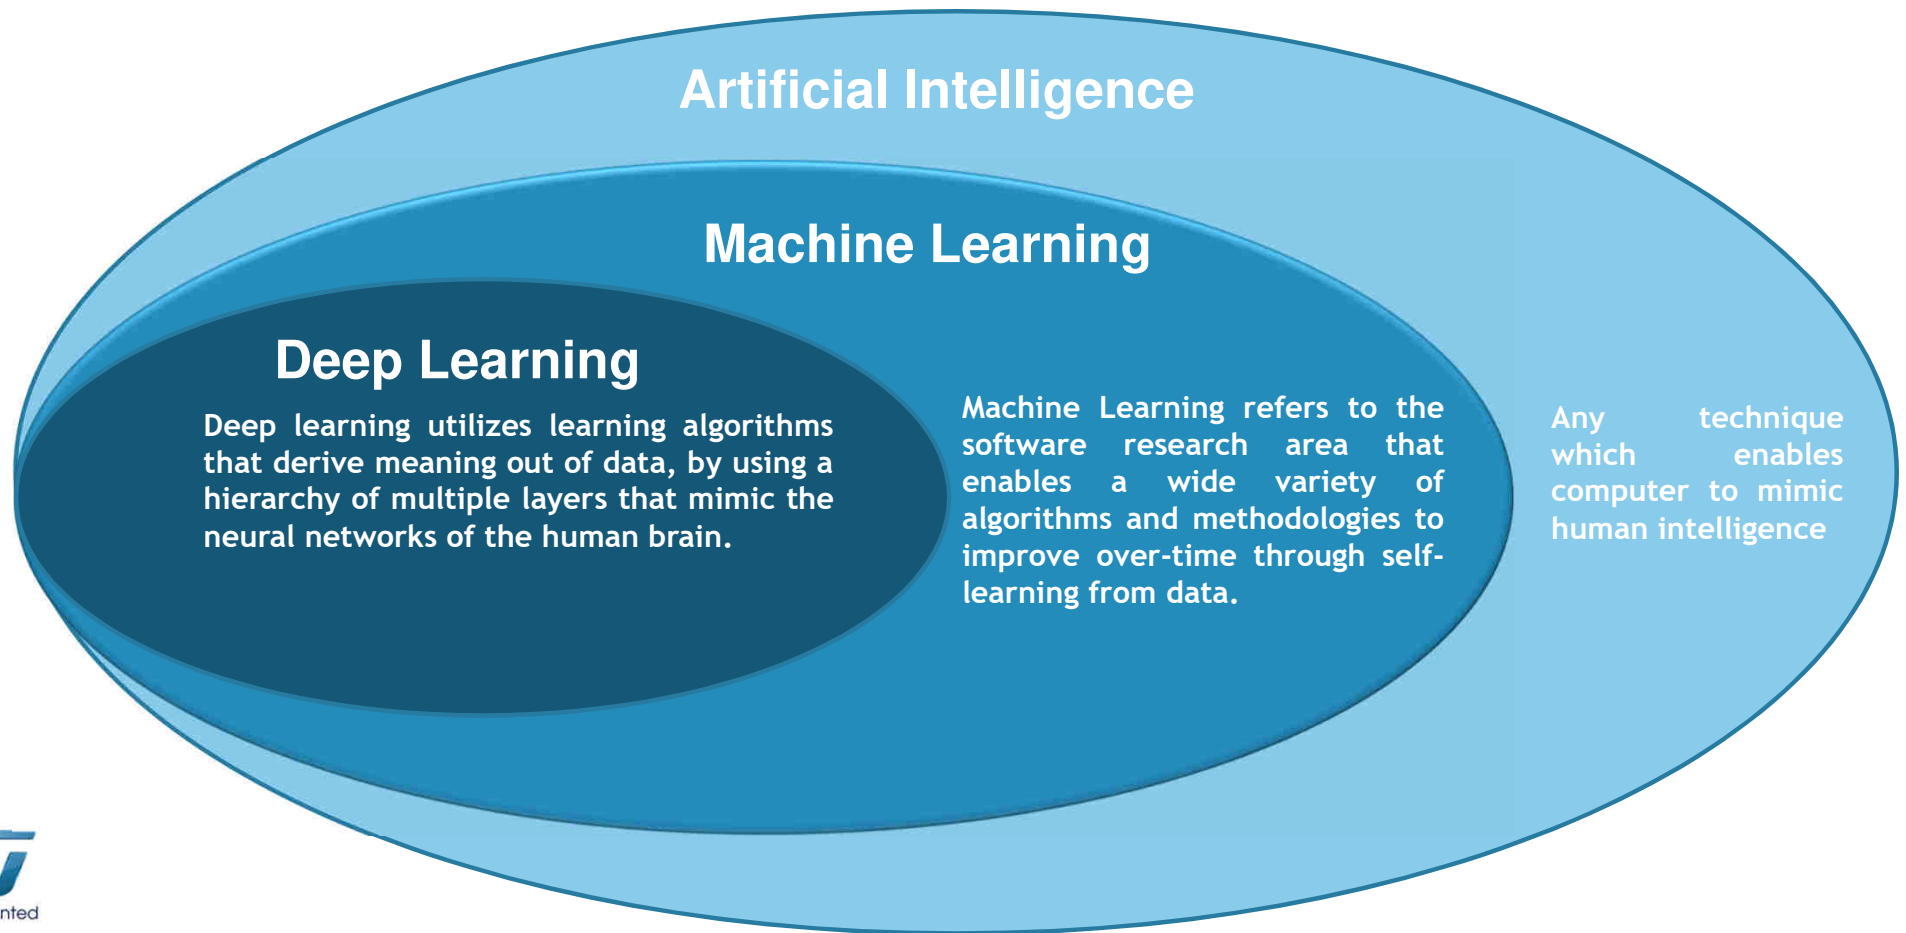 Artificial Intelligence
Machine Learning
Deep Learning
Deep learning utilizes learning algorithms
that derive meaning out of data, by using a
hierarchy of multiple layers that mimic the
neural networks of the human brain.
Machine Learning refers to the
software research area that
enables a wide variety of
algorithms and methodologies to
improve over-time through self-
learning from data.
Any technique
which enables
computer to mimic
human intelligence
nted